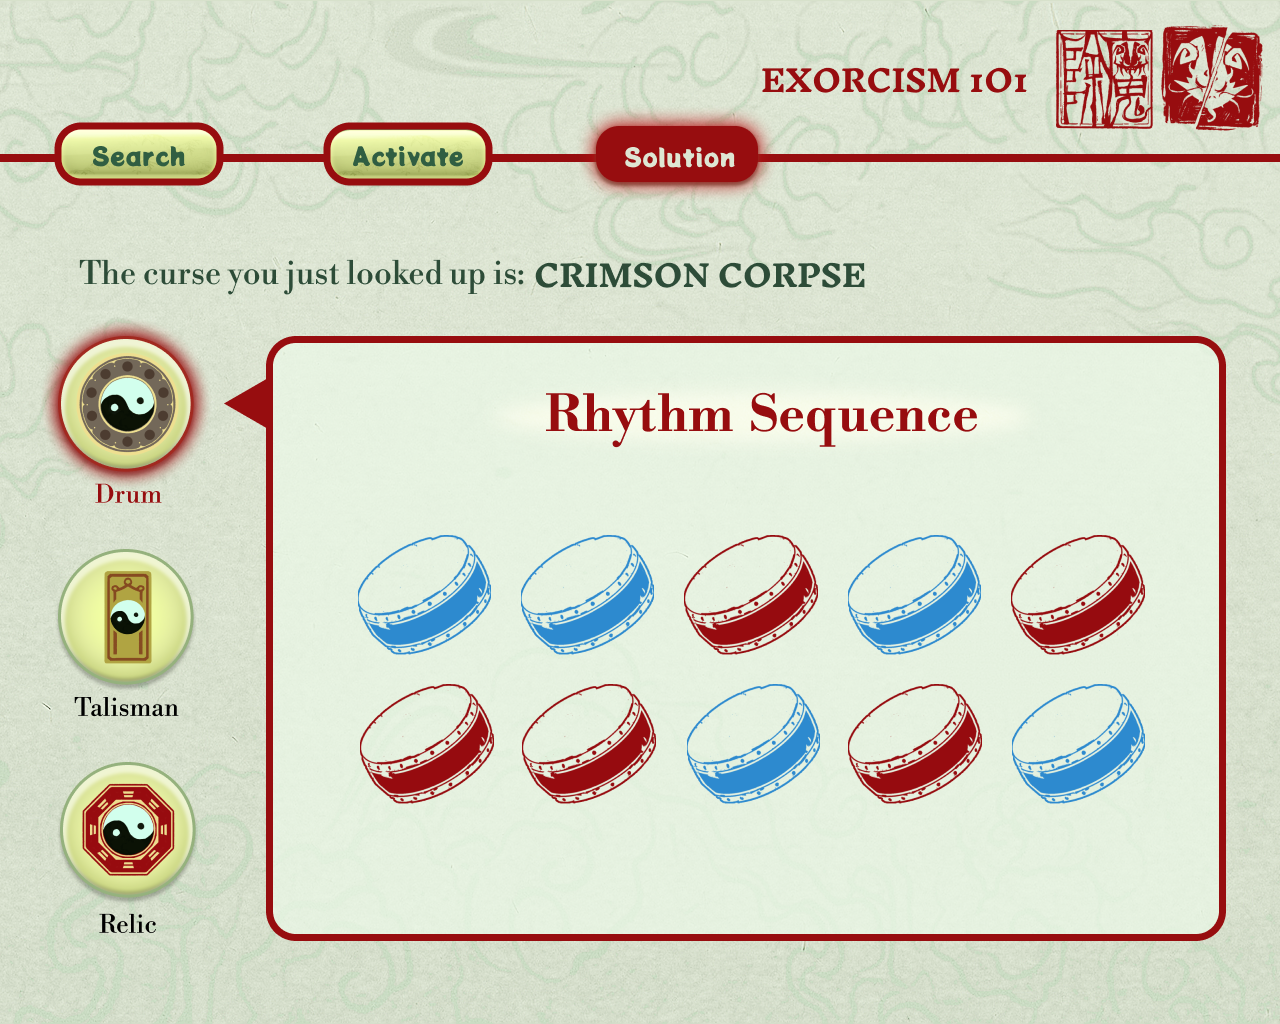 EXORCISM 101
Search
Activate
Solution
The curse you just looked up is: CRIMSON CORPSE
Rhythm Sequence
Drum
Talisman
Relic